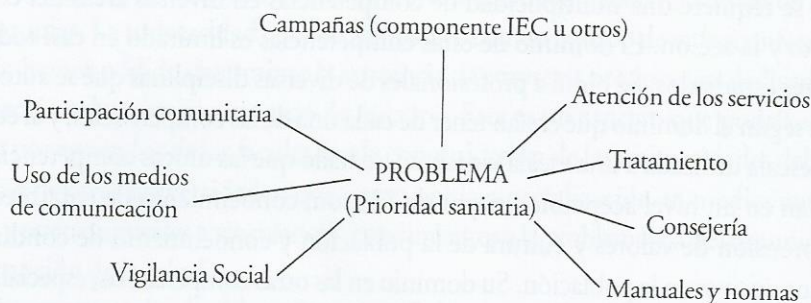 Campañas (componente IEC u otros)
Participación comunitaria
Atención de los servicios
Uso de los medios
de comunicación
PROBLEMA
(Prioridad sanitaria)
Tratamiento
Consejería
Vigilancia Social
Manuales y normas